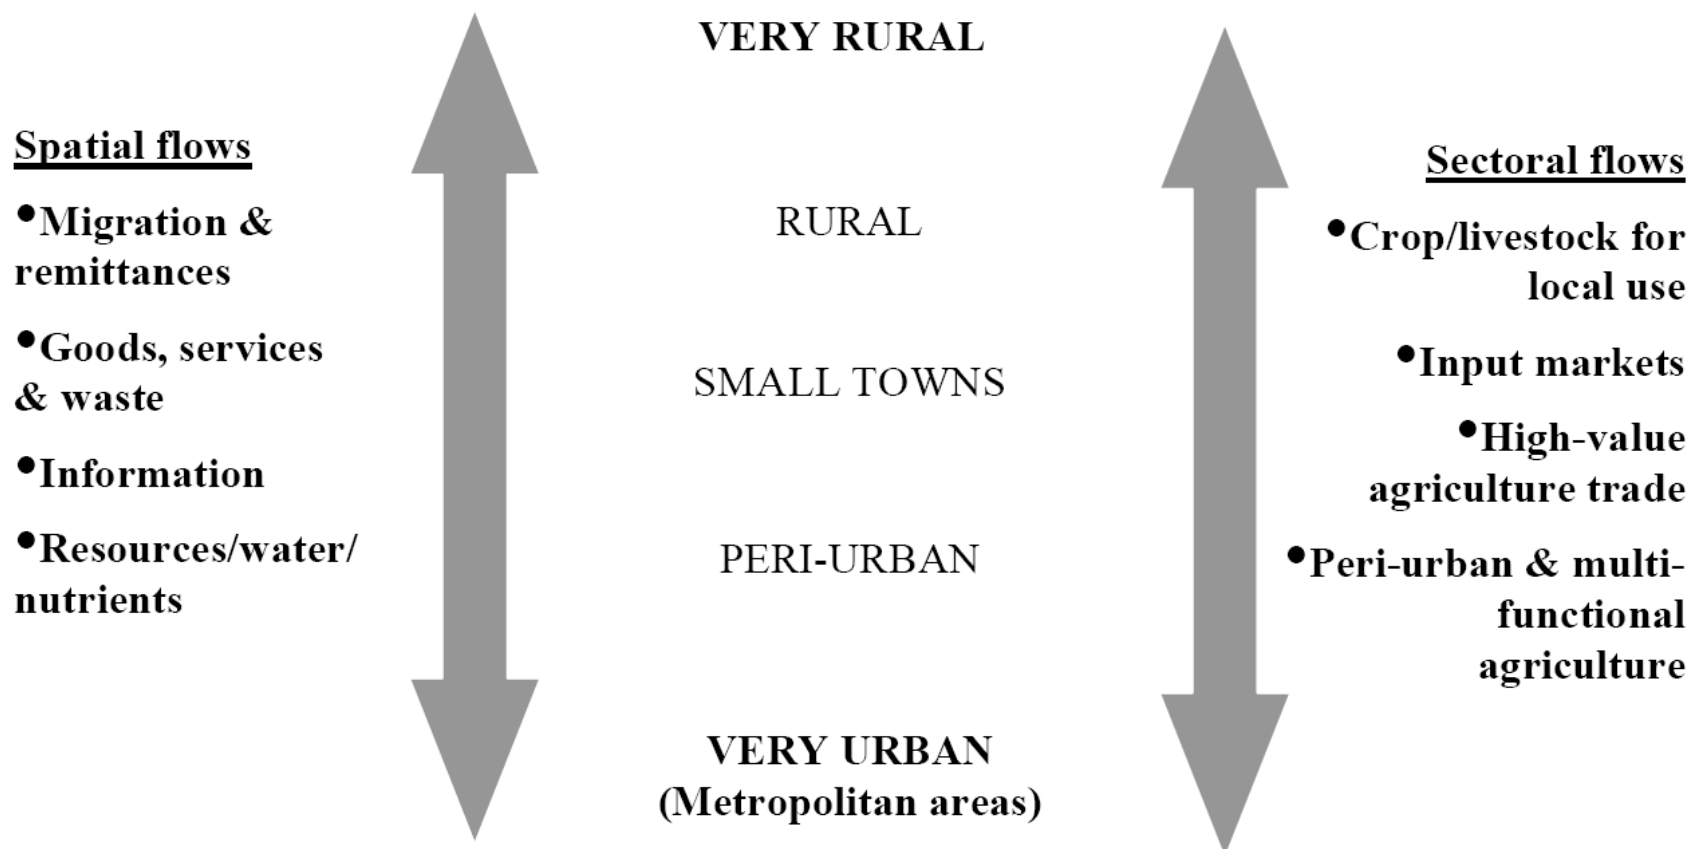 VERY RURAL
Spatial flows
•Migration &
remittances
•Goods, services
& waste
•Information
•Resources/water/
nutrients
RURAL
SMALL TOWNS
PERI-URBAN
VERY URBAN
(Metropolitan areas)
Sectoral flows
•Crop/livestock for
local use
•Input markets
•High-value
agriculture trade
•Peri-urban & multi-
functional
agriculture